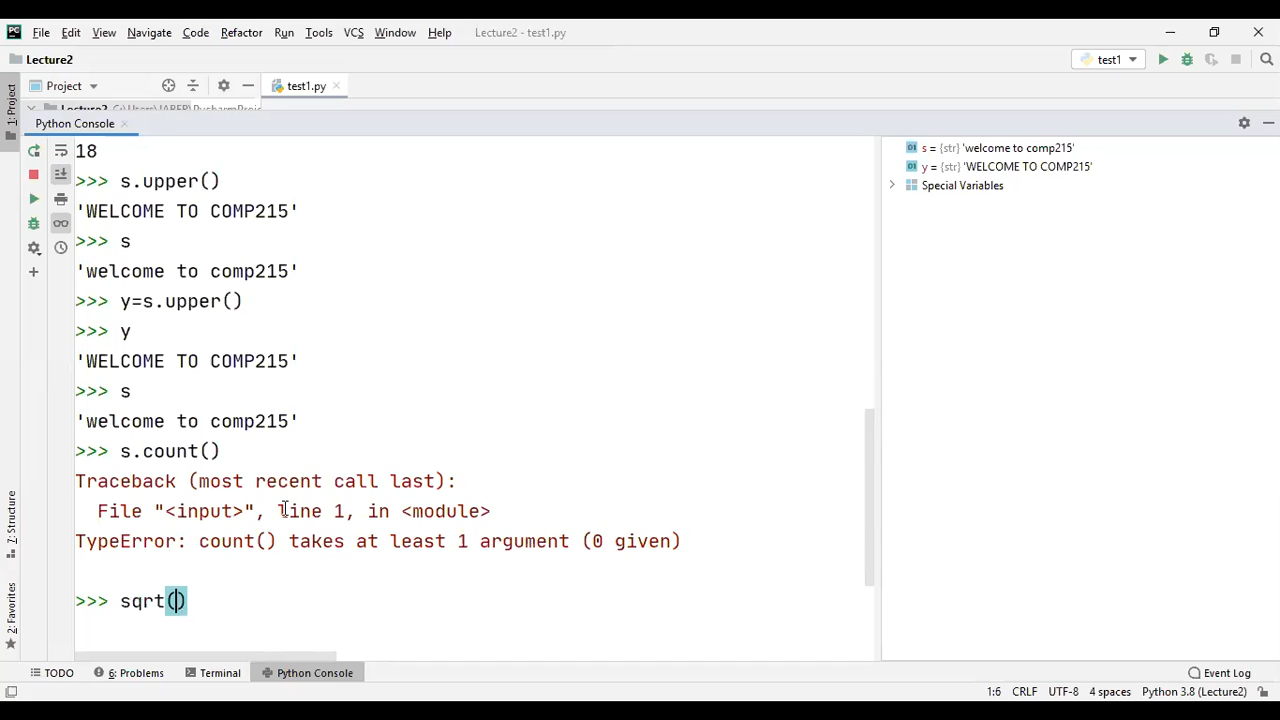 PC File Edit View Navigate Code Refactor Run Tools VCS Window Help Lecture2 - test1.py
Lecture2 test1
Project test1.py
1: Project
Lecture2 C:\Users\
Python Console
18
>>> s.upper()
'WELCOME TO COMP215'
>>> s
'welcome to comp215'
>>> y=s.upper()
>>> y
'WELCOME TO COMP215'
>>> s
'welcome to comp215'
>>> s.count()
Traceback (most recent call last):
  File "<input>", line 1, in <module>
TypeError: count() takes at least 1 argument (0 given)
>>> sqrt()
s = {str} 'welcome to comp215'
y = {str} 'WELCOME TO COMP215'
Special Variables
7: Structure
2: Favorites
TODO 6: Problems Terminal Python Console Event Log
1:6 CRLF UTF-8 4 spaces Python 3.8 (Lecture2)